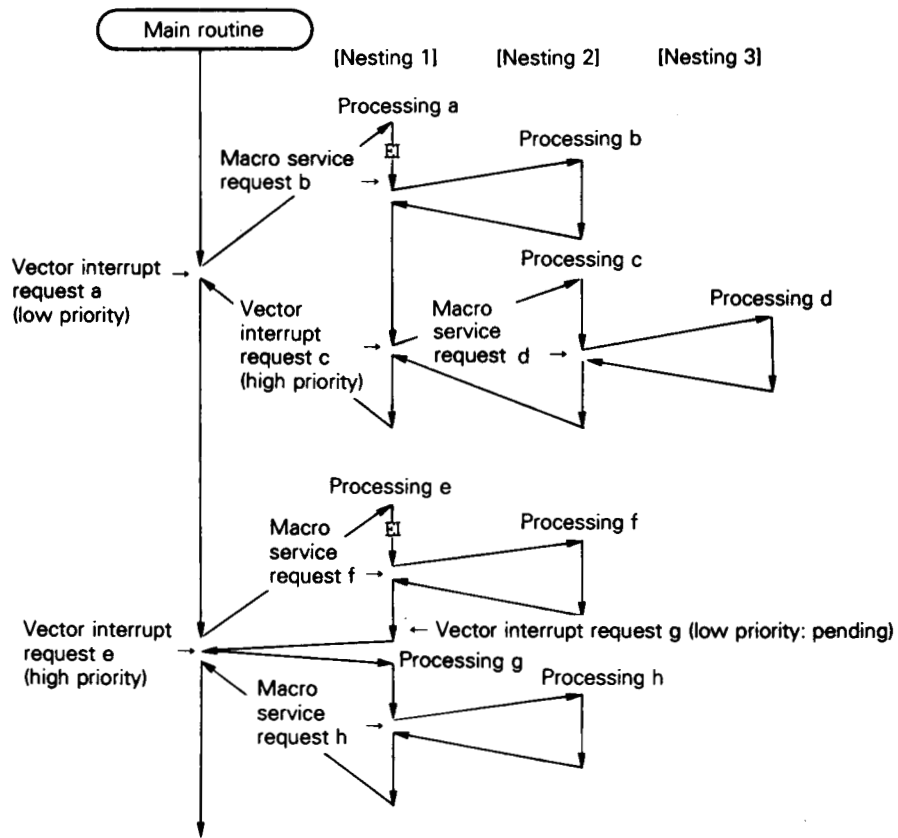 Main routine
[Nesting 1]
[Nesting 2]
[Nesting 3]
Processing a
EI
Processing b
Macro service
request b
Processing c
Vector interrupt
request a
(low priority)
Vector
interrupt
request c
(high priority)
Macro
service
request d
Processing d
Processing e
EI
Processing f
Macro
service
request f
Vector interrupt
request e
(high priority)
Vector interrupt request g (low priority: pending)
Processing g
Processing h
Macro
service
request h